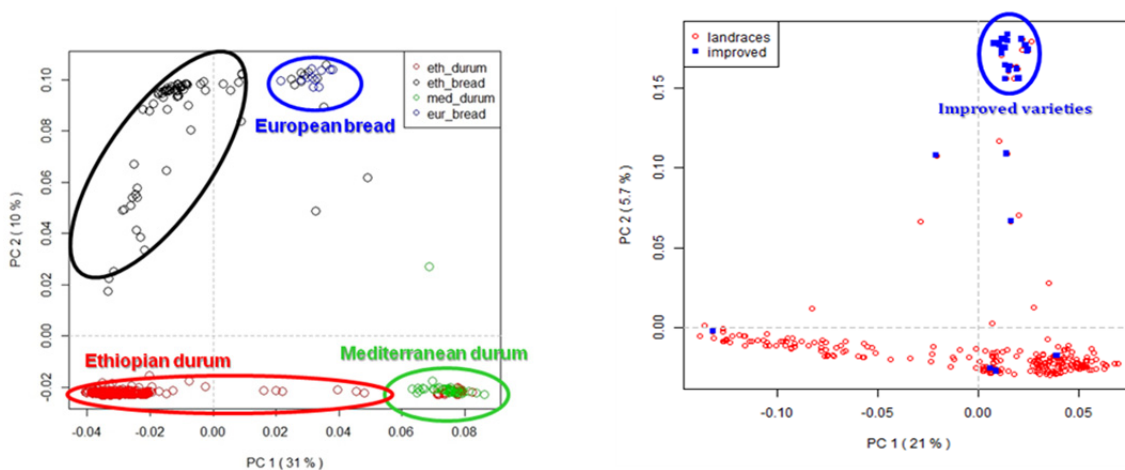 0.10
0.08
0.06
0.04
0.02
0.00
-0.02
PC 2 ( 10 % )
eth_durum
eth_bread
med_durum
eur_bread
European bread
Ethiopian durum
Mediterranean durum
-0.04 -0.02 0.00 0.02 0.04 0.06 0.08
PC 1 ( 31 % )
0.15
0.10
0.05
0.00
PC 2 ( 5.7 % )
landraces
improved
Improved varieties
-0.10 -0.05 0.00 0.05
PC 1 ( 21 % )